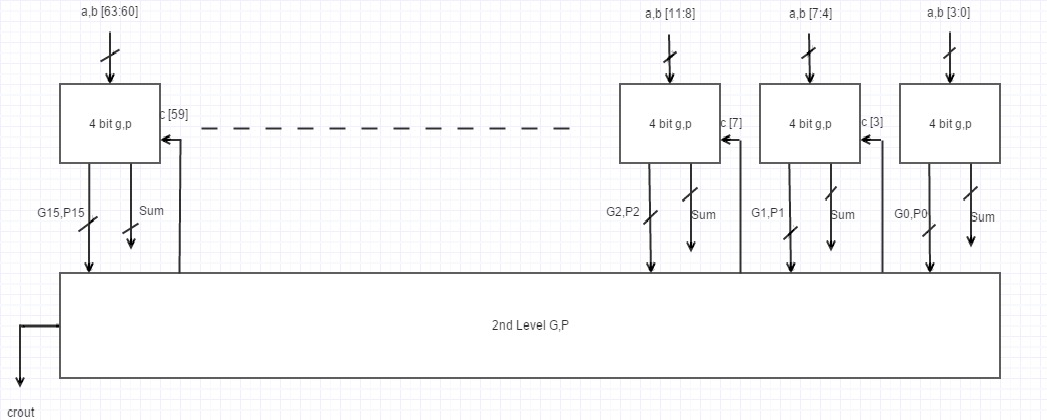 a,b [63:60]
a,b [11:8]
a,b [7:4]
a,b [3:0]
4 bit g,p
c [59]
4 bit g,p
c [7]
4 bit g,p
c [3]
4 bit g,p
G15,P15
Sum
G2,P2
Sum
G1,P1
Sum
G0,P0
Sum
2nd Level G,P
crout